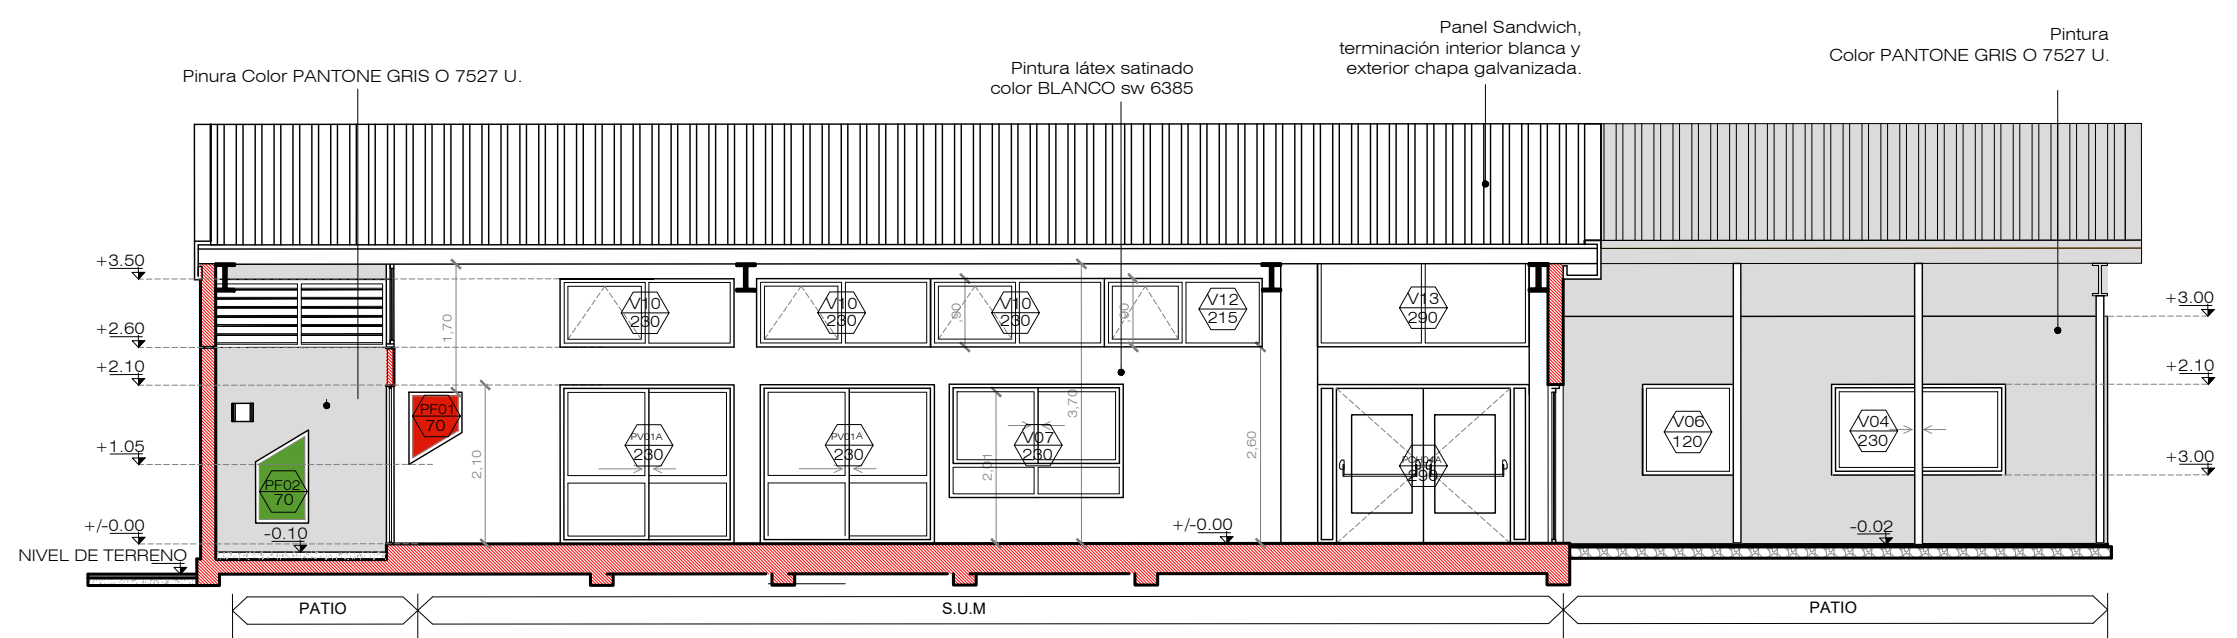 Pinura Color PANTONE GRIS O 7527 U.
Pintura látex satinado
color BLANCO sw 6385
Panel Sandwich,
terminación interior blanca y
exterior chapa galvanizada.
Pintura
Color PANTONE GRIS O 7527 U.
+3.50
+2.60
+2.10
+1.05
+/-0.00
NIVEL DE TERRENO
-0.10
PF02
70
PF01
70
1,70
2,10
V10
230
V10
230
,90
V10
230
,90
V12
215
V13
290
PV01A
230
PV01A
230
V07
230
2,01
3,70
2,60
+/-0.00
PCH04A
290
V06
120
V04
230
-0.02
+3.00
+2.10
+3.00
PATIO
S.U.M
PATIO